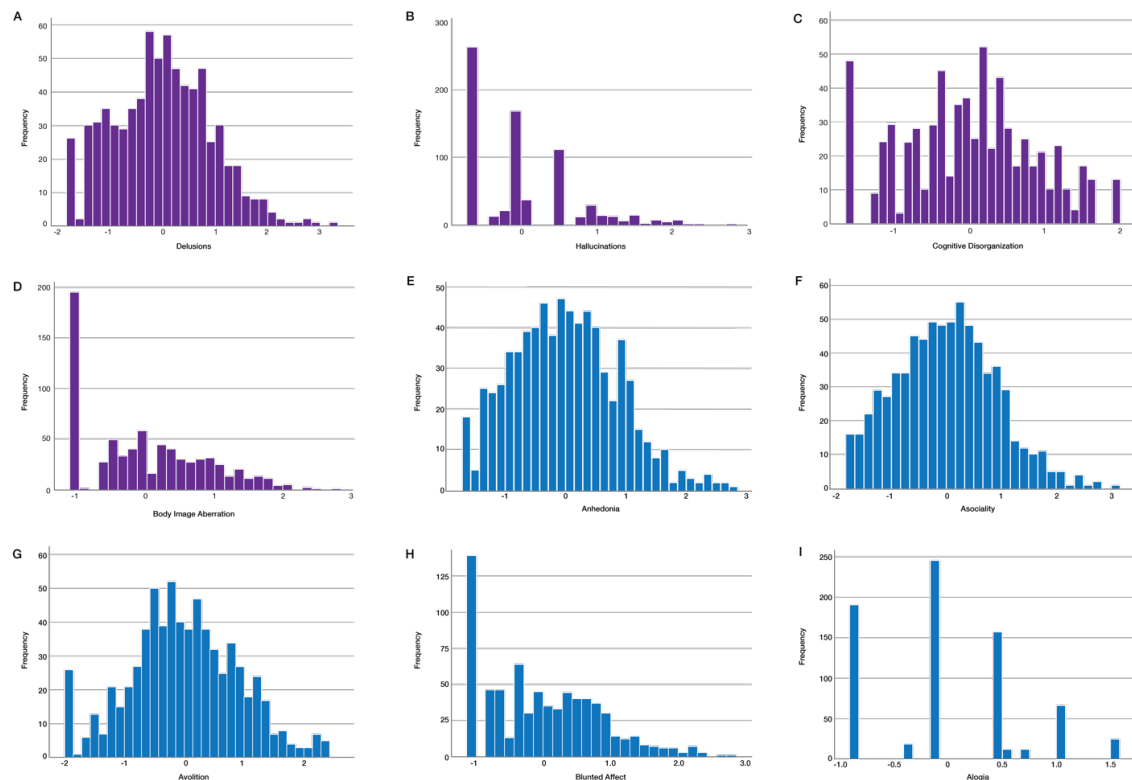 A
60
50
40
30
20
10
0
Frequency
-2 -1 0 1 2 3
Delusions
B
300
200
100
0
Frequency
0 1 2 3
Hallucinations
C
60
50
40
30
20
10
0
Frequency
-1 0 1 2
Cognitive Disorganization
D
200
150
100
50
0
Frequency
-1 0 1 2 3
Body Image Aberration
E
50
40
30
20
10
0
Frequency
-1 0 1 2 3
Anhedonia
F
60
50
40
30
20
10
0
Frequency
-2 -1 0 1 2 3
Asociality
G
60
50
40
30
20
10
0
Frequency
-2 -1 0 1 2
Avolition
H
125
100
75
50
25
0
Frequency
-1 0 1 2 3.0
Blunted Affect
I
250
200
150
100
50
0
Frequency
-1.0 -0.5 0 0.5 1.0 1.5
Alogia